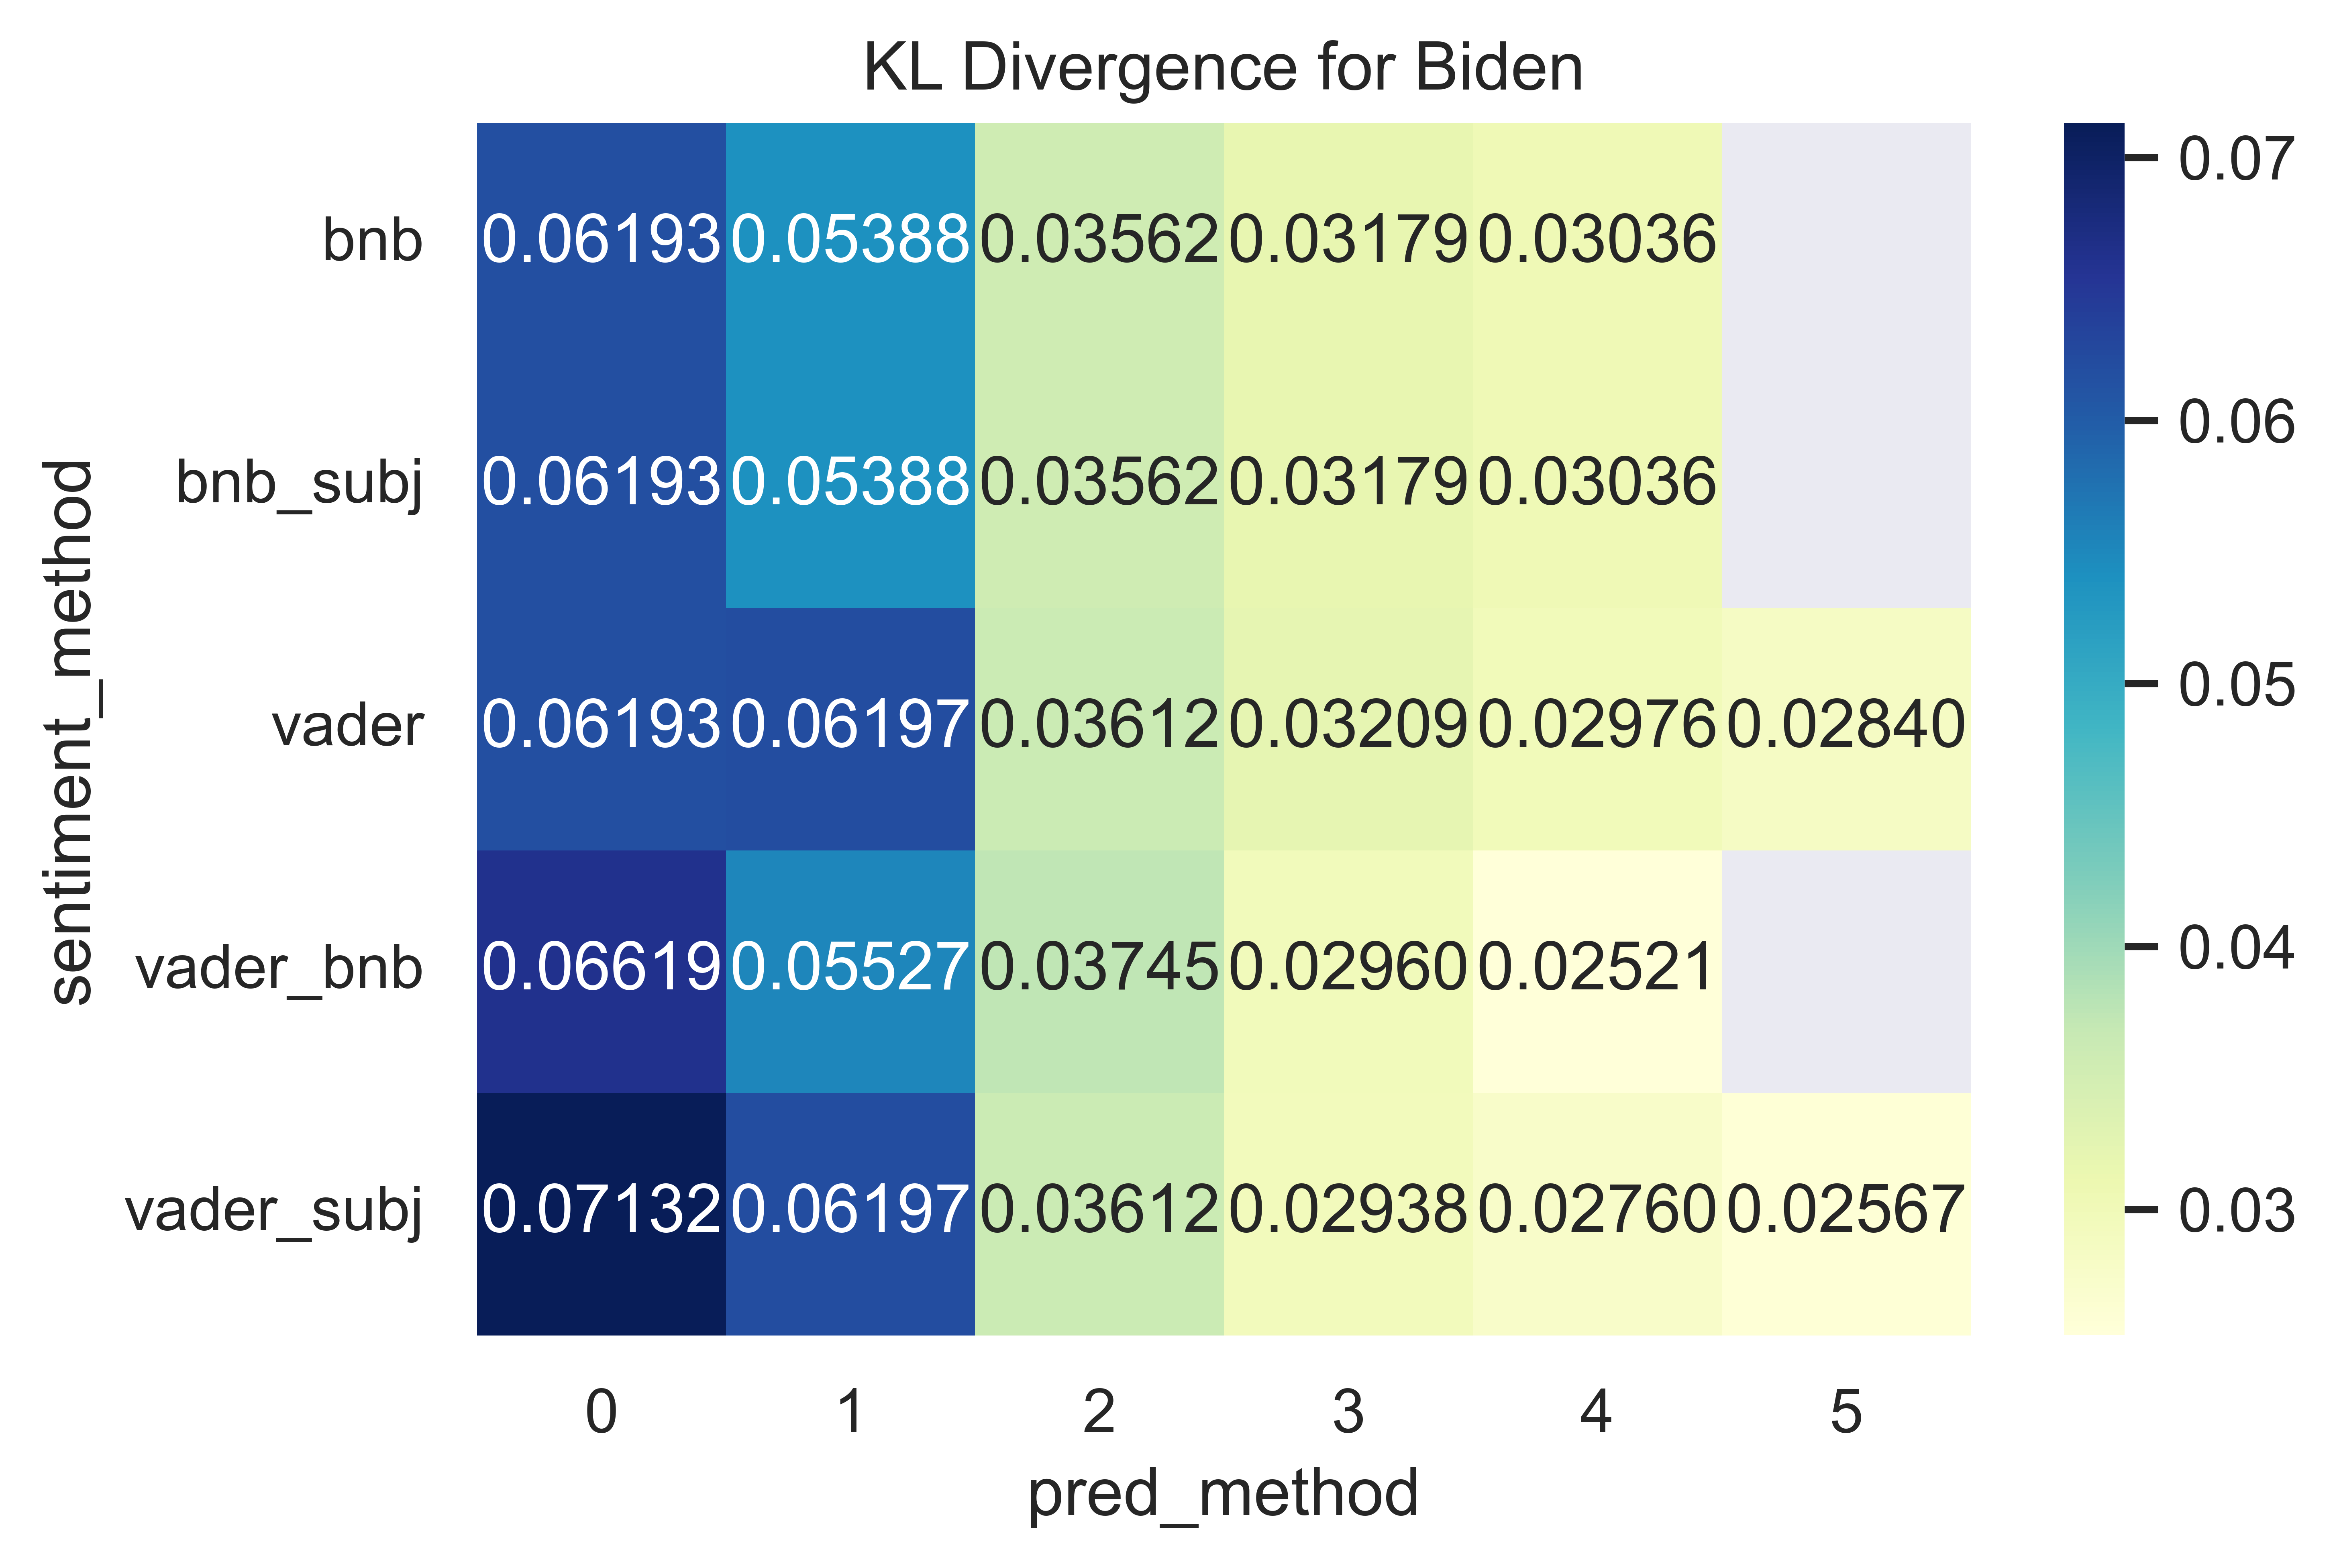 KL Divergence for Biden
sentiment_method
bnb 0.06193 0.05388 0.03562 0.03179 0.03036
bnb_subj 0.06193 0.05388 0.03562 0.03179 0.03036
vader 0.06193 0.06197 0.03612 0.03209 0.02976 0.02840
vader_bnb 0.06619 0.05527 0.03745 0.02960 0.02521
vader_subj 0.07132 0.06197 0.03612 0.02938 0.02760 0.02567
0 1 2 3 4 5
pred_method
0.07
0.06
0.05
0.04
0.03